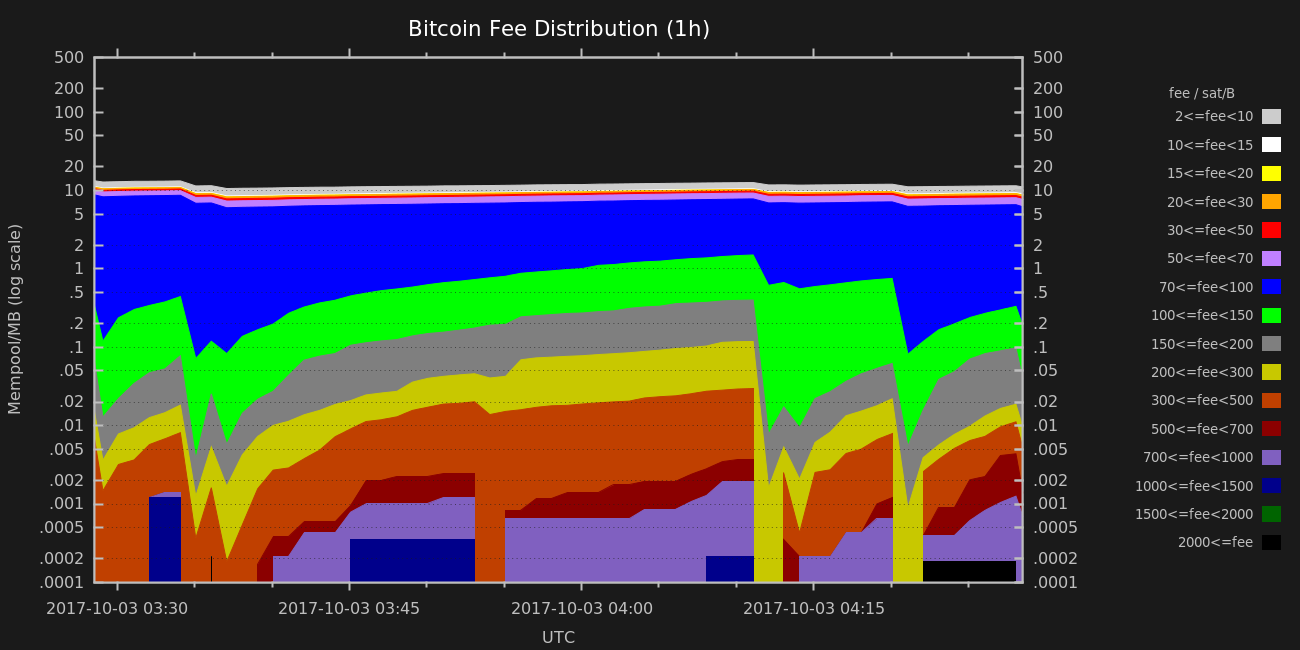 Bitcoin Fee Distribution (1h)
500 500
200 200
100 100
50 50
20 20
10 10
5 5
2 2
1 1
.5 .5
.2 .2
.1 .1
.05 .05
.02 .02
.01 .01
.005 .005
.002 .002
.001 .001
.0005 .0005
.0002 .0002
.0001 .0001
Mempool/MB (log scale)
2017-10-03 03:30 2017-10-03 03:45 2017-10-03 04:00 2017-10-03 04:15
UTC
fee / sat/B
2<=fee<10
10<=fee<15
15<=fee<20
20<=fee<30
30<=fee<50
50<=fee<70
70<=fee<100
100<=fee<150
150<=fee<200
200<=fee<300
300<=fee<500
500<=fee<700
700<=fee<1000
1000<=fee<1500
1500<=fee<2000
2000<=fee